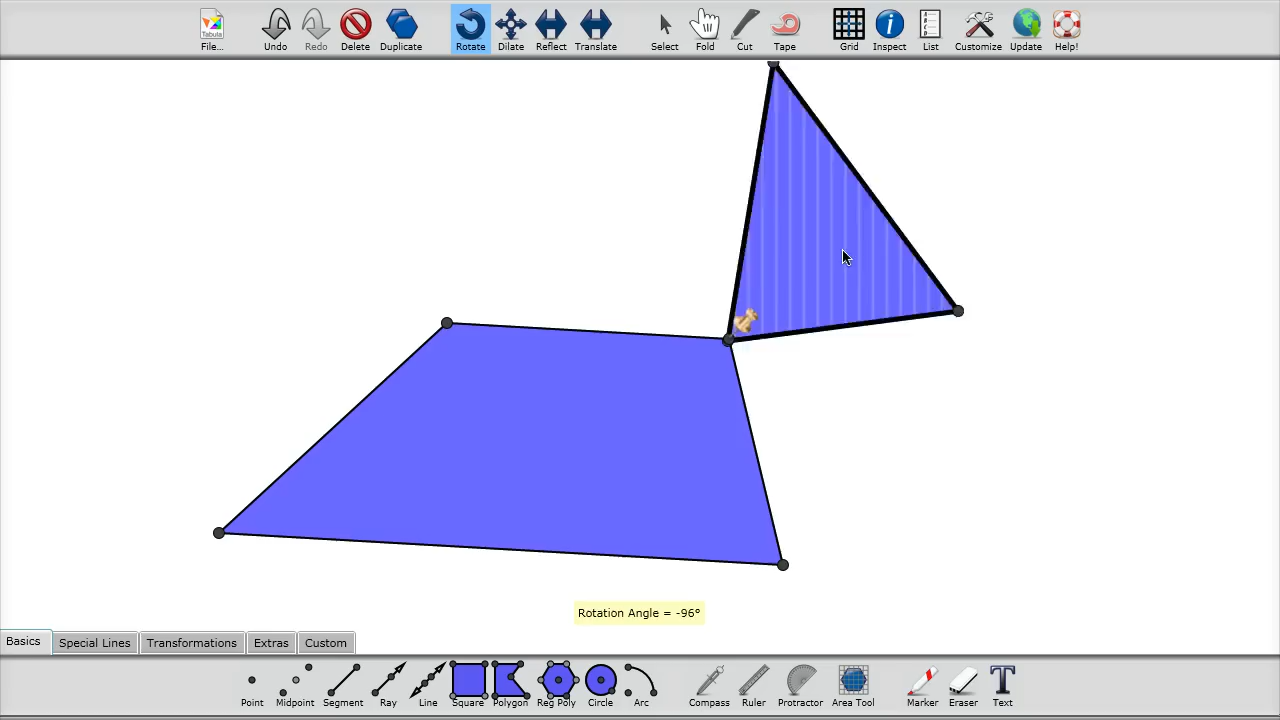 Tabula
File... Undo Redo Delete Duplicate Rotate Dilate Reflect Translate Select Fold Cut Tape Grid Inspect List Customize Update Help!
Rotation Angle = -96°
Basics Special Lines Transformations Extras Custom
Point Midpoint Segment Ray Line Square Polygon Reg Poly Circle Arc Compass Ruler Protractor Area Tool Marker Eraser Text